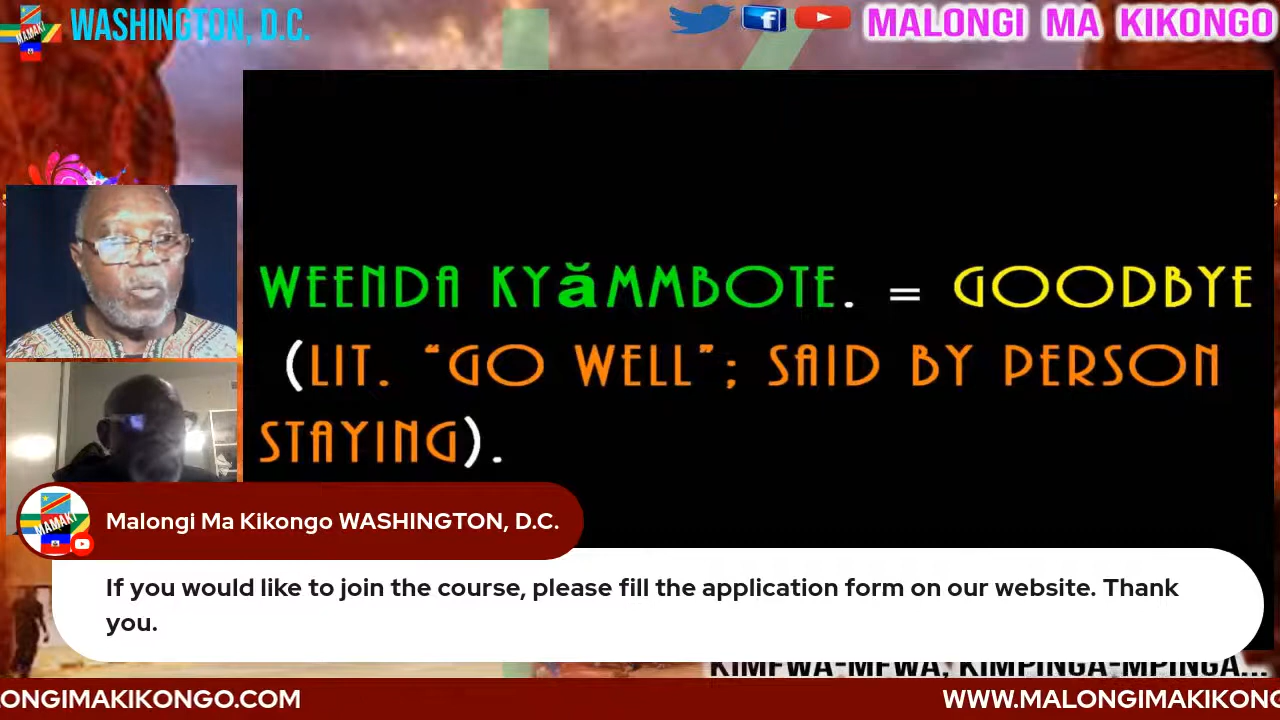 WASHINGTON, D.C.
MALONGI MA KIKONGO
WEENDA KYăMMBOTE. = GOODBYE
(LIT. “GO WELL”; SAID BY PERSON
STAYING).
MAMAKI
Malongi Ma Kikongo WASHINGTON, D.C.
If you would like to join the course, please fill the application form on our website. Thank
you.
KIMFWA-MFWA, KIMPINGA-MPINGA...
ONGIMAKIKONGO.COM
WWW.MALONGIMAKIKONG